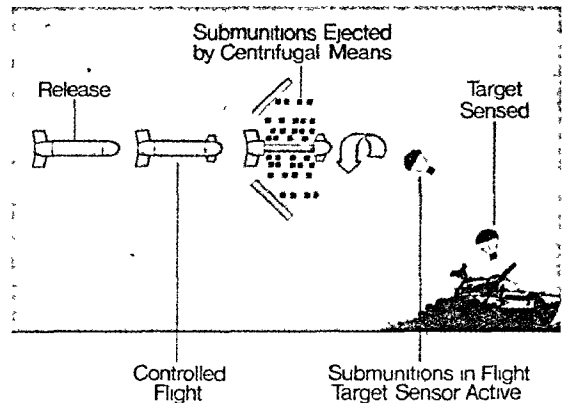 Submunitions Ejected
by Centrifugal Means
Release
Target
Sensed
Controlled
Flight
Submunitions in Flight
Target Sensor Active